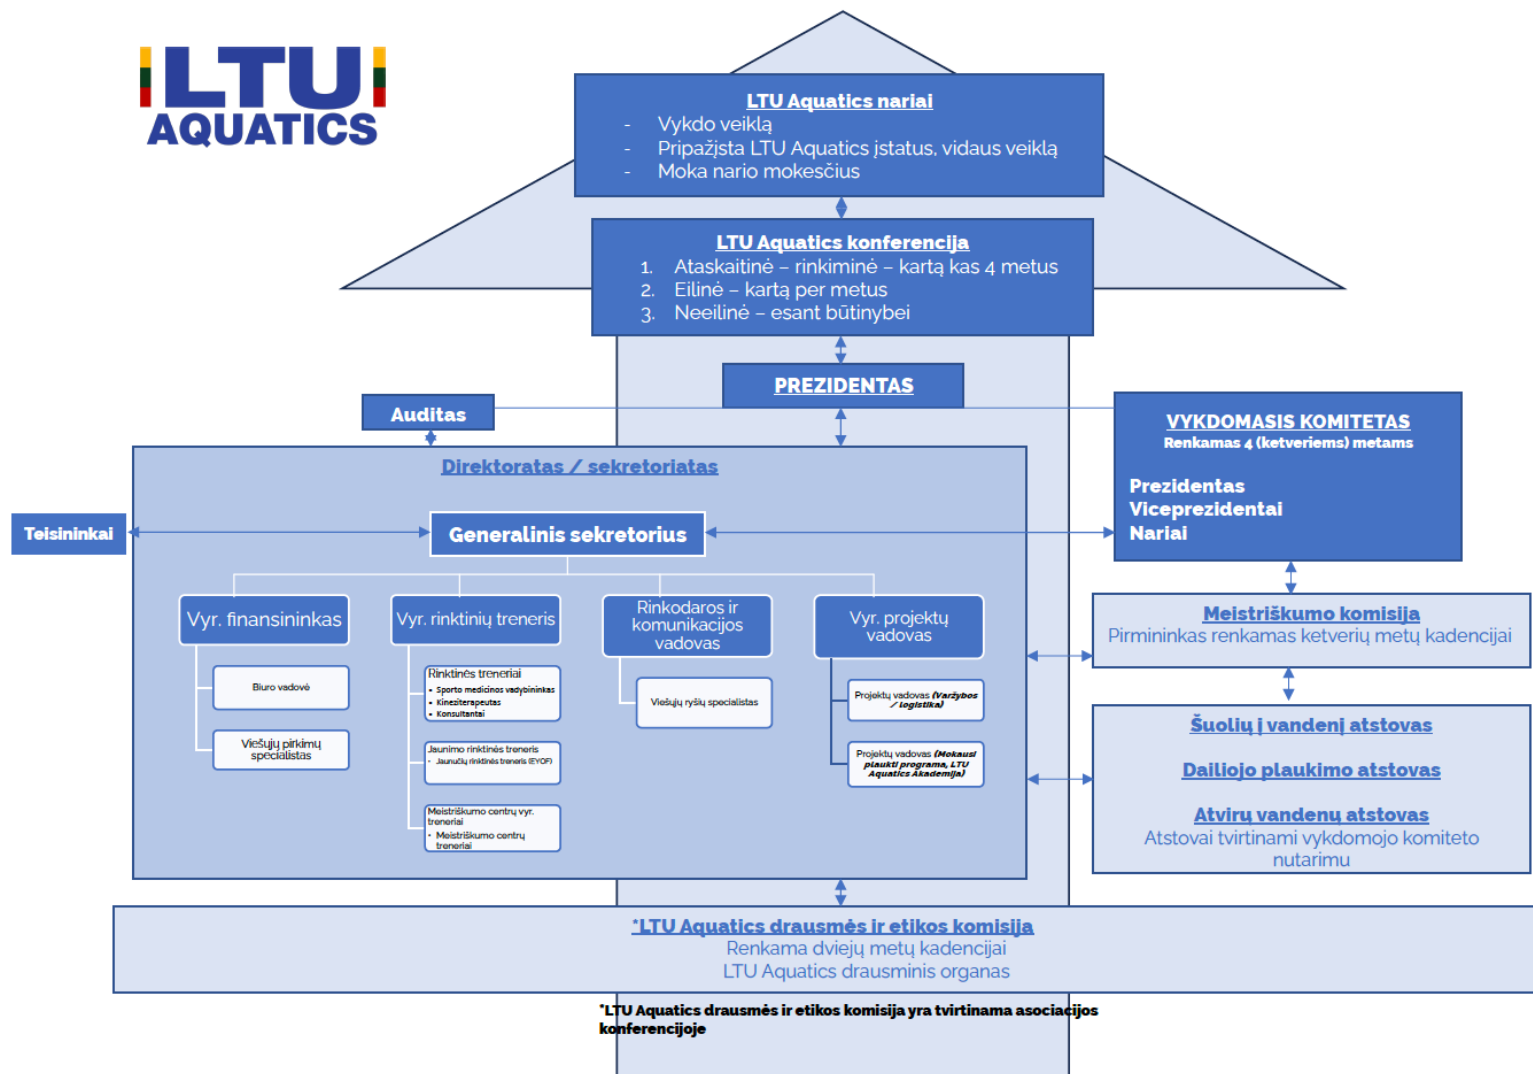 LTU
AQUATICS
LTU Aquatics nariai
- Vykdo veiklą
- Pripažįsta LTU Aquatics įstatus, vidaus veiklą
- Moka nario mokesčius
LTU Aquatics konferencija
1. Ataskaitinė – rinkiminė – kartą kas 4 metus
2. Eilinė – kartą per metus
3. Neeilinė – esant būtinybei
PREZIDENTAS
Auditas
VYKDOMASIS KOMITETAS
Renkamas 4 (ketveriems) metams
Prezidentas
Viceprezidentai
Nariai
Direktoratas / sekretoriatas
Teisininkai
Generalinis sekretorius
Vyr. finansininkas
Biuro vadovė
Viešųjų pirkimų
specialistas
Vyr. rinktinių treneris
Rinktinės treneriai
• Sporto medicinos vadybininkas
• Kineziterapeutas
• Konsultantai
Jaunimo rinktinės treneris
• Jaunučių rinktinės treneris (EYOF)
Meistriškumo centrų vyr.
treneriai
• Meistriškumo centrų
treneriai
Rinkodaros ir
komunikacijos
vadovas
Viešųjų ryšių specialistas
Vyr. projektų
vadovas
Projektų vadovas (Varžybos
/ logistika)
Projektų vadovas (Mokausi
plaukti programa, LTU
Aquatics Akademija)
Meistriškumo komisija
Pirmininkas renkamas ketverių metų kadencijai
Šuolių į vandenį atstovas
Dailiojo plaukimo atstovas
Atvirų vandenų atstovas
Atstovai tvirtinami vykdomojo komiteto
nutarimu
*LTU Aquatics drausmės ir etikos komisija
Renkama dviejų metų kadencijai
LTU Aquatics drausminis organas
*LTU Aquatics drausmės ir etikos komisija yra tvirtinama asociacijos
konferencijoje